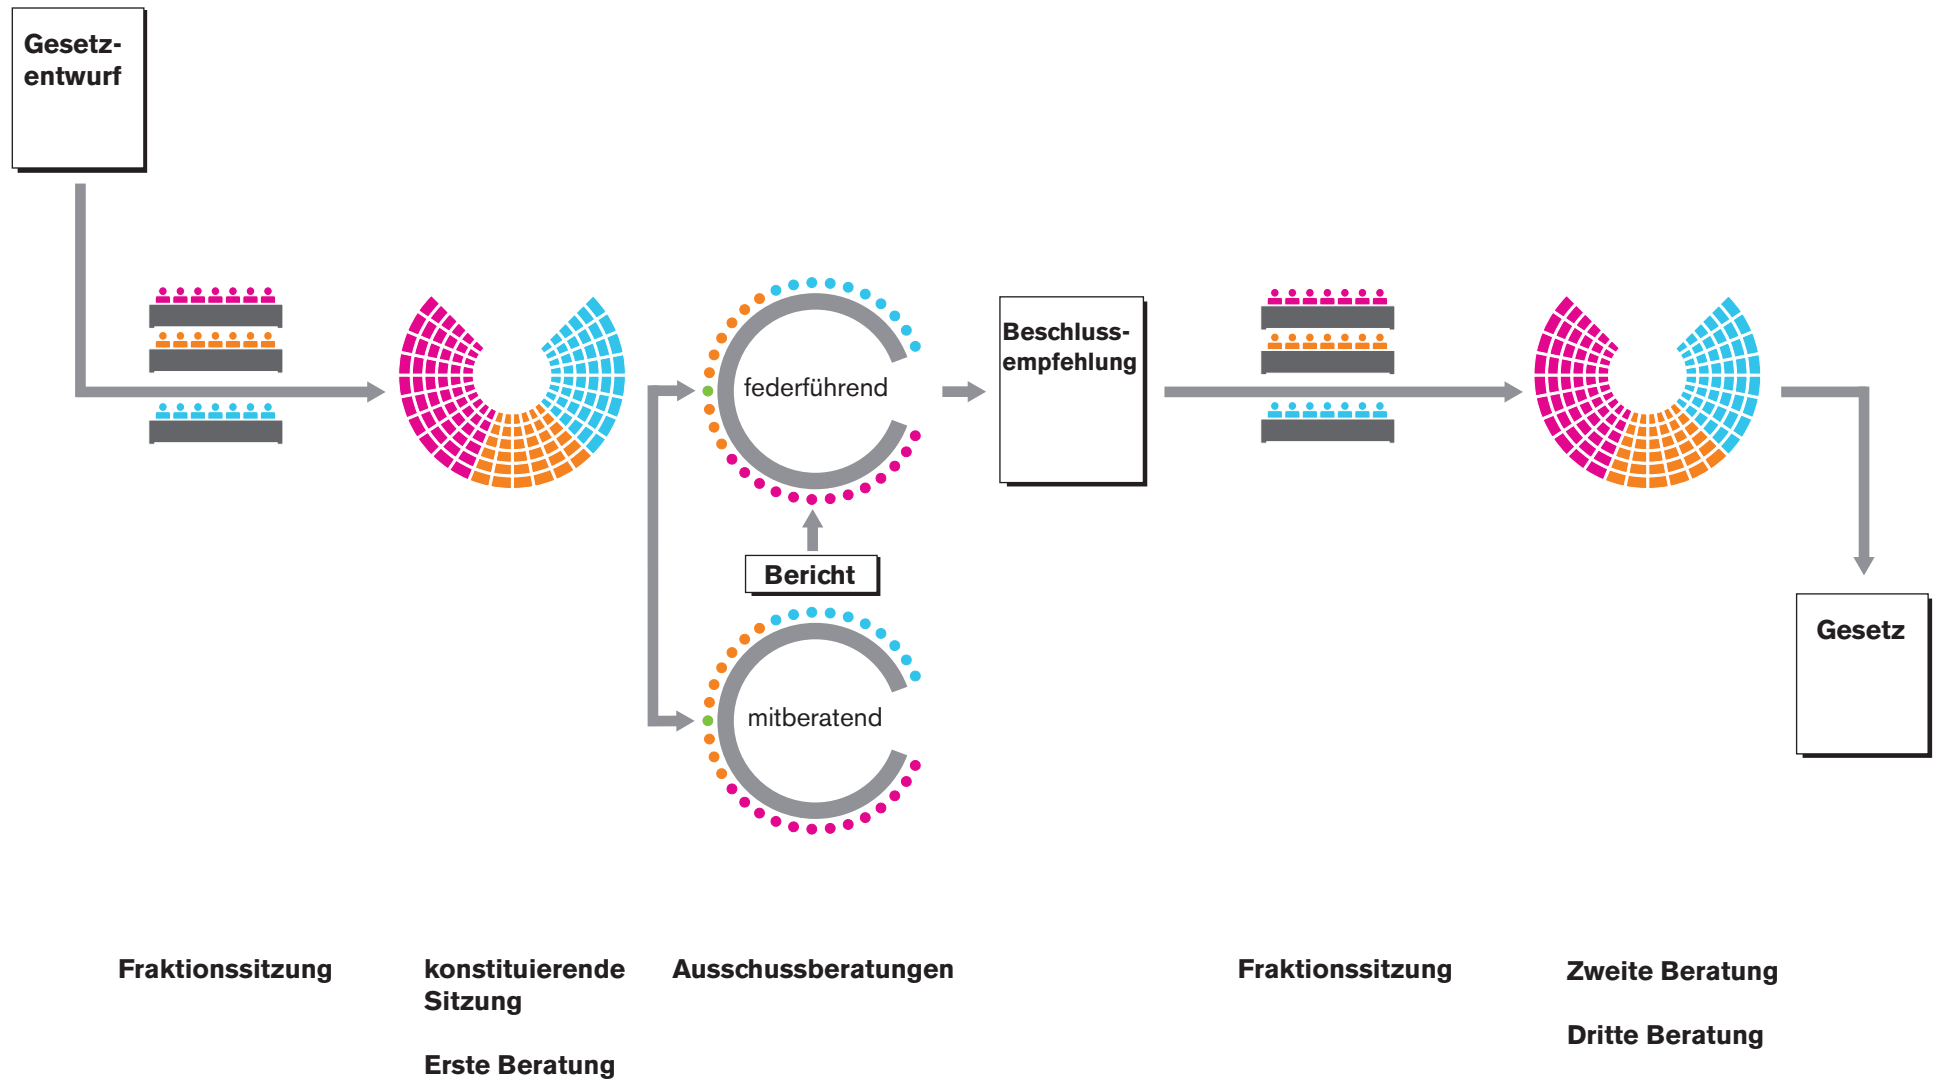 Gesetz-
entwurf
federführend
Beschluss-
empfehlung
Bericht
mitberatend
Gesetz
Fraktionssitzung
konstituierende
Sitzung
Erste Beratung
Ausschussberatungen
Fraktionssitzung
Zweite Beratung
Dritte Beratung